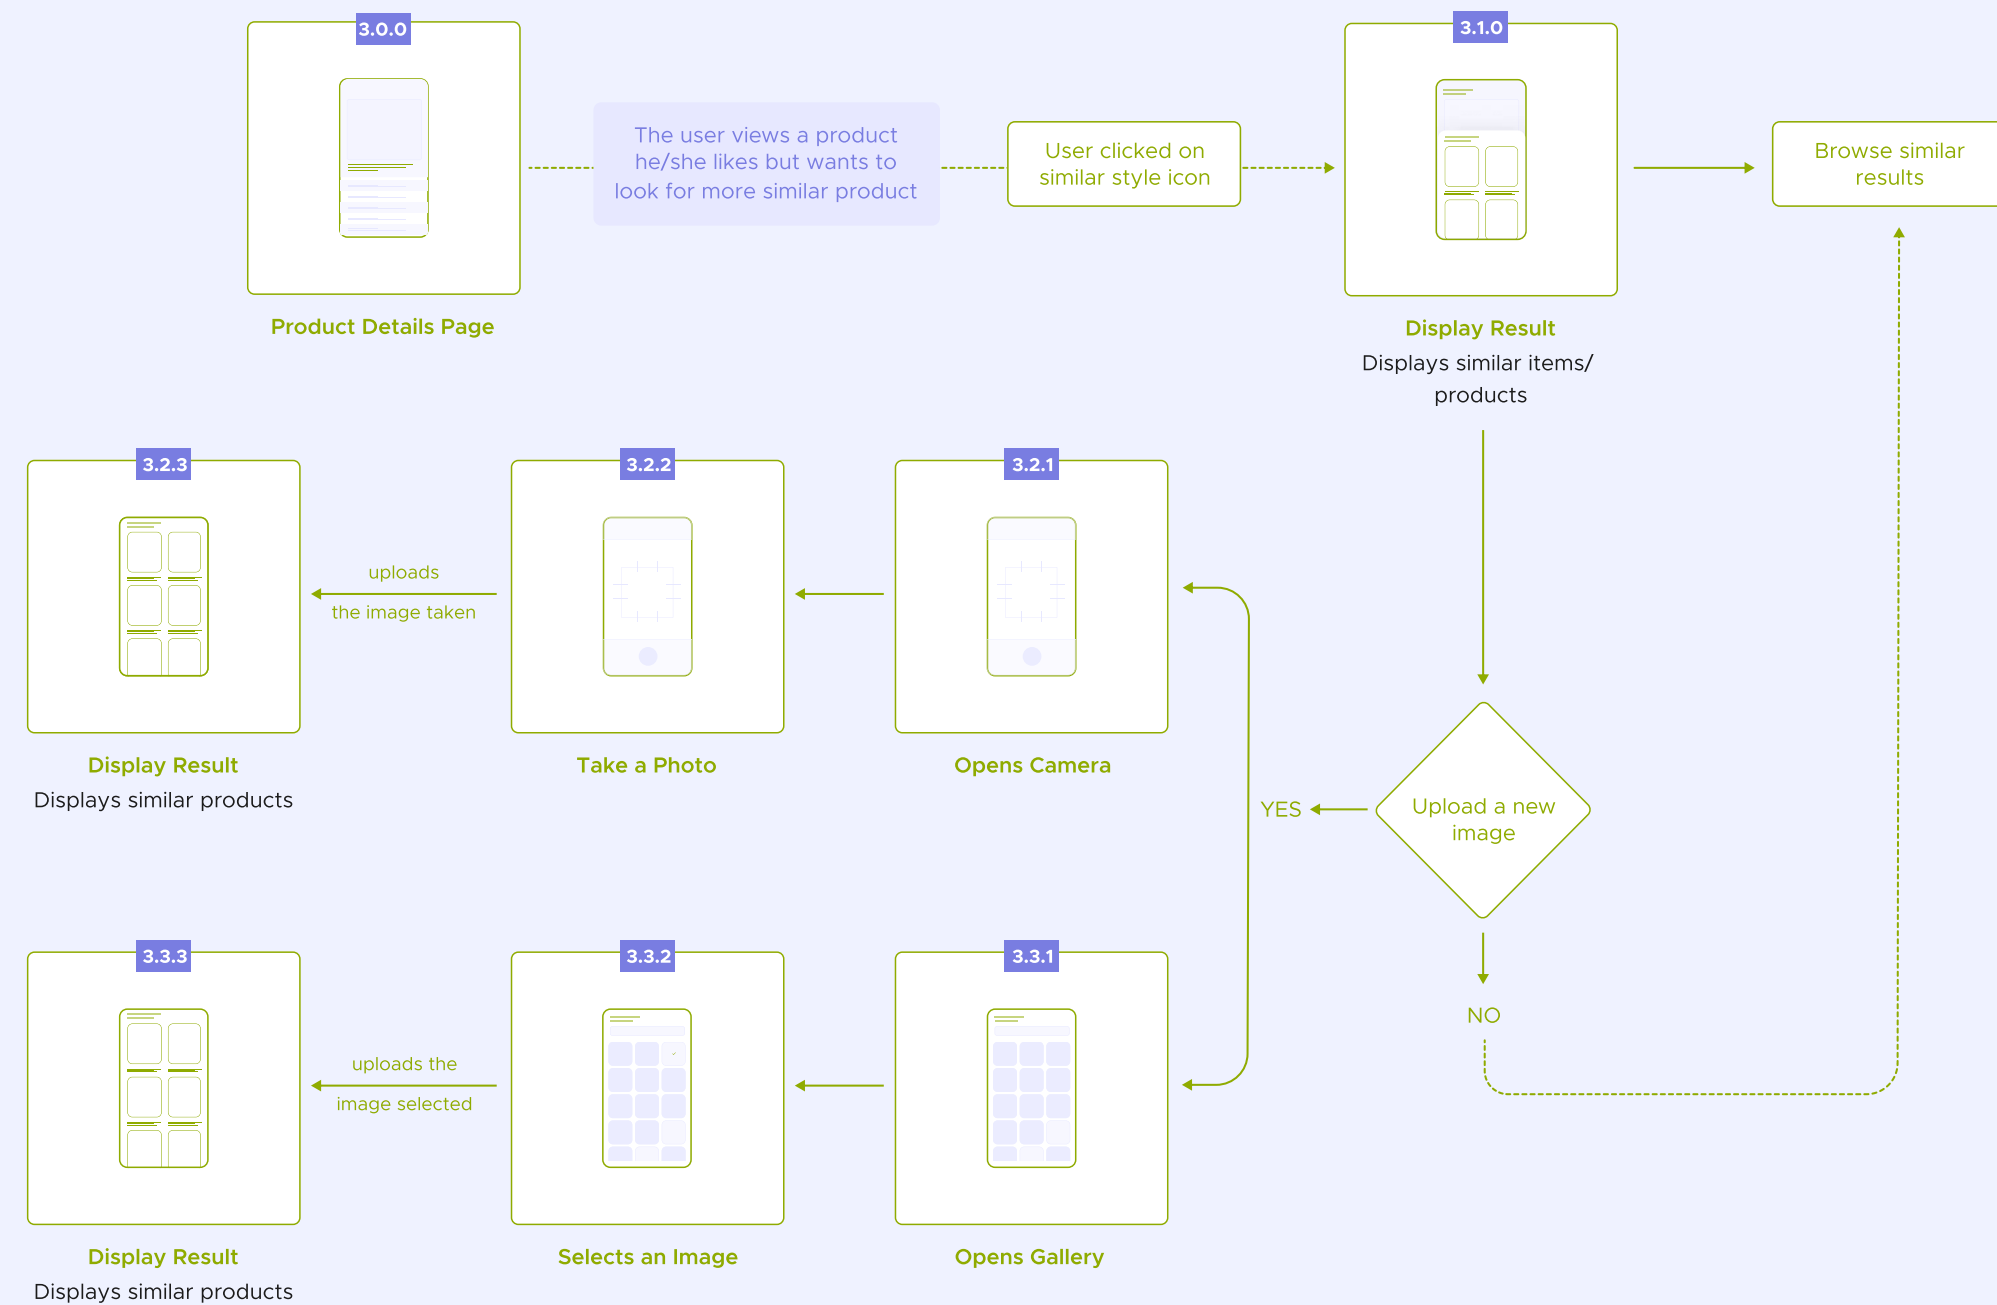 3.0.0
3.1.0
The user views a product
he/she likes but wants to
look for more similar product
User clicked on
similar style icon
Browse similar
results
Product Details Page
Display Result
Displays similar items/
products
3.2.3
3.2.2
3.2.1
uploads
the image taken
Display Result
Displays similar products
Take a Photo
Opens Camera
YES
Upload a new
image
NO
3.3.3
3.3.2
3.3.1
uploads the
image selected
Display Result
Displays similar products
Selects an Image
Opens Gallery